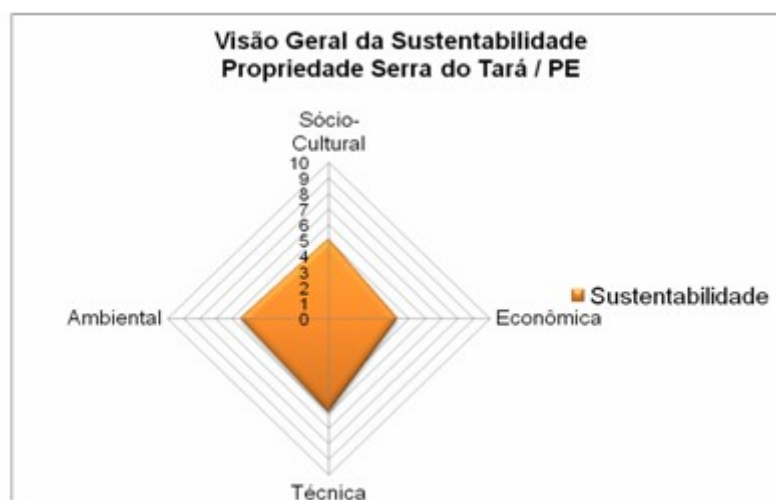 Visão Geral da Sustentabilidade
Propriedade Serra do Tará / PE
Sócio-
Cultural
10
9
8
7
6
5
4
3
2
1
0
Ambiental
Econômica
Sustentabilidade
Técnica